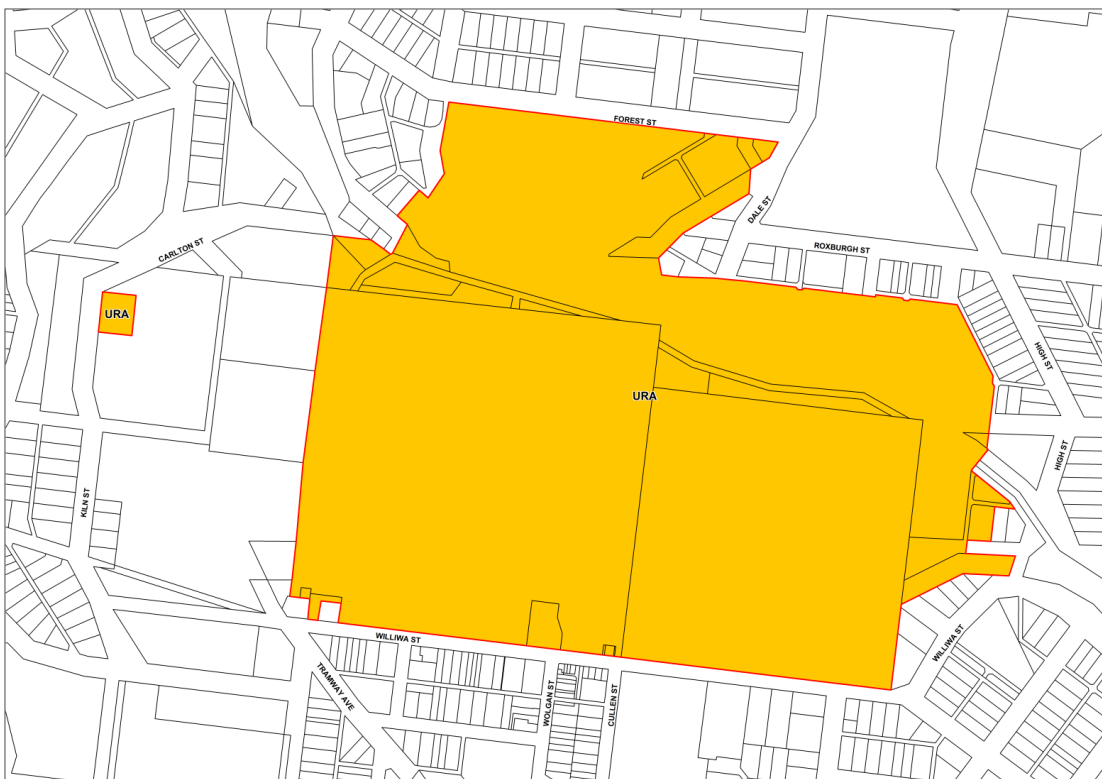 FOREST ST
DALE ST
ROXBURGH ST
CARLTON ST
URA
HIGH ST
URA
HIGH ST
KILN ST
WILLIWA ST
WILLIWA ST
TRAMWAY AVE
WOLGAN ST
CULLEN ST